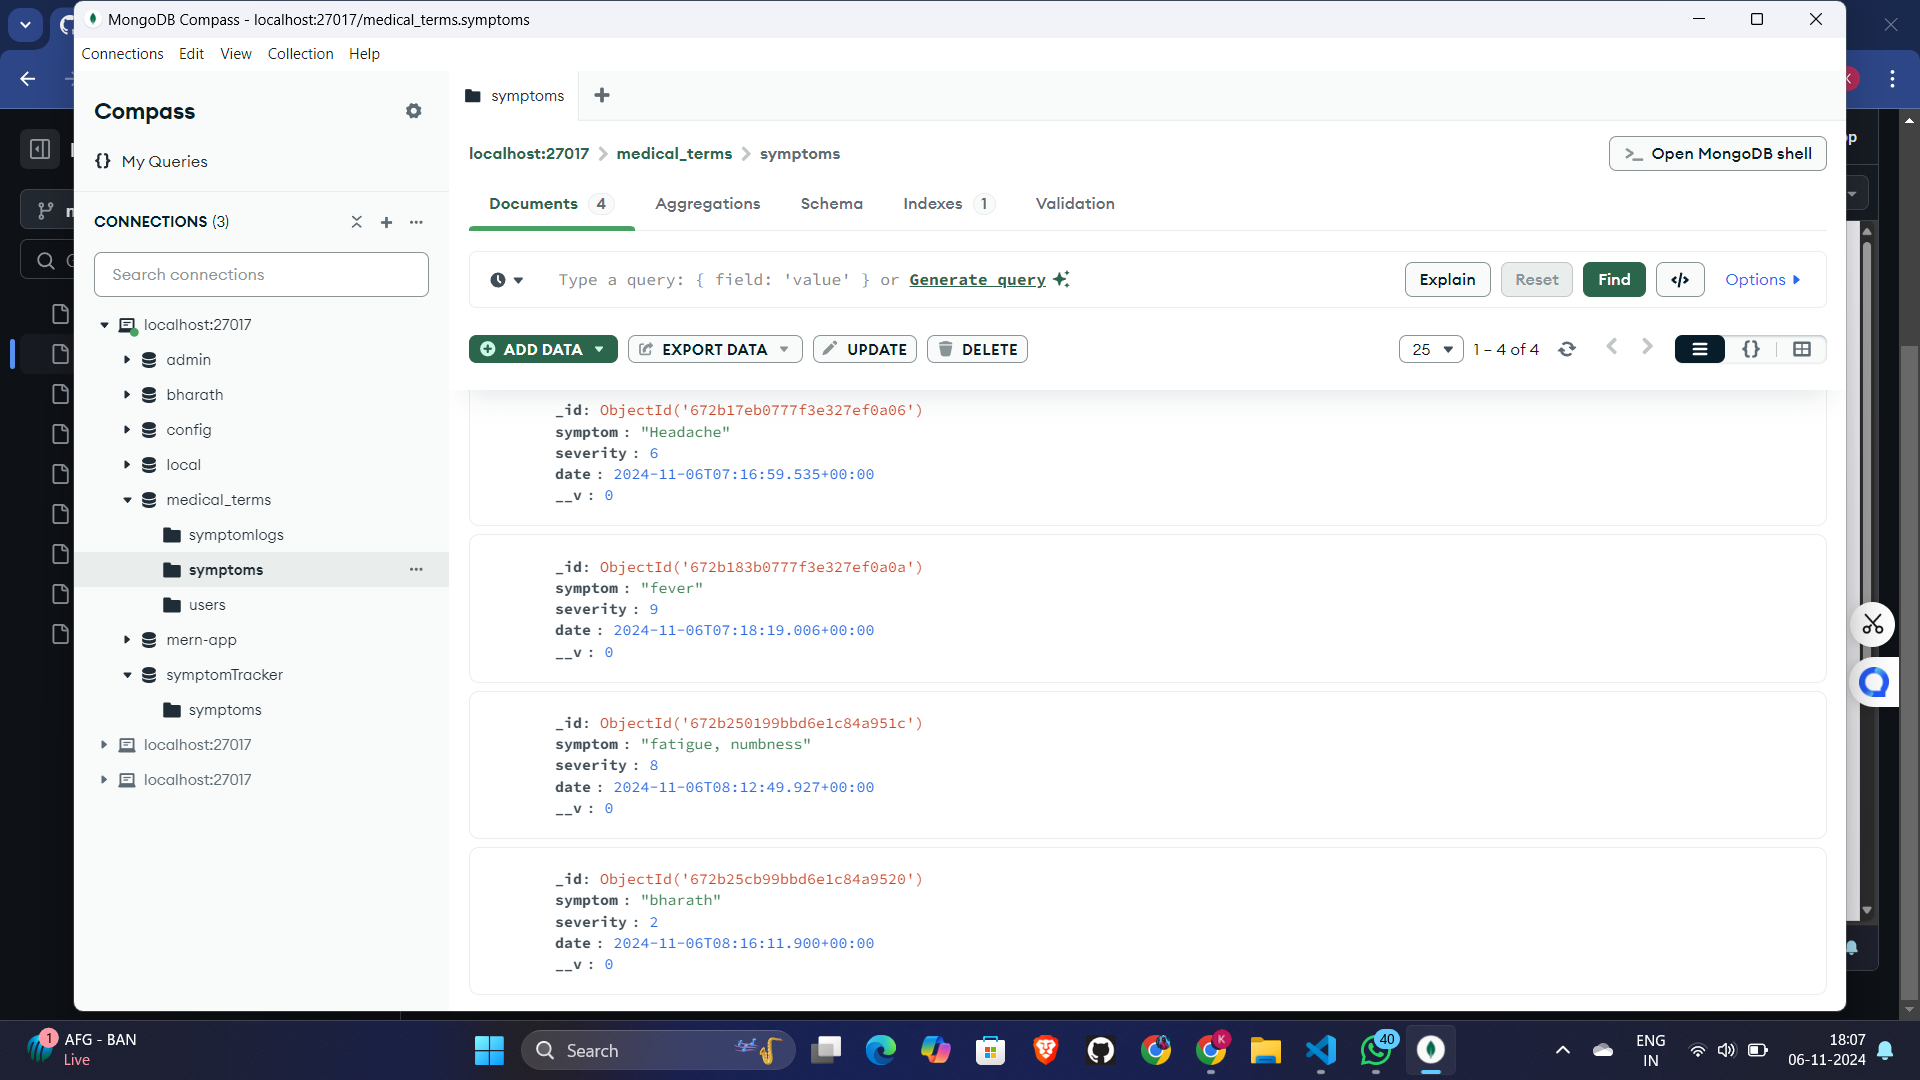 MongoDB Compass - localhost:27017/medical_terms.symptoms
Connections Edit View Collection Help
Compass
{} My Queries
CONNECTIONS (3)
Search connections
localhost:27017
admin
bharath
config
local
medical_terms
symptomlogs
symptoms
users
mern-app
symptomTracker
symptoms
localhost:27017
localhost:27017
symptoms
localhost:27017 > medical_terms > symptoms
>_ Open MongoDB shell
Documents 4 Aggregations Schema Indexes 1 Validation
Type a query: { field: 'value' } or Generate query
Explain Reset Find </> Options
ADD DATA EXPORT DATA UPDATE DELETE
25 1 – 4 of 4 {}
_id: ObjectId('672b17eb0777f3e327ef0a06')
symptom : "Headache"
severity : 6
date : 2024-11-06T07:16:59.535+00:00
__v : 0
_id: ObjectId('672b183b0777f3e327ef0a0a')
symptom : "fever"
severity : 9
date : 2024-11-06T07:18:19.006+00:00
__v : 0
_id: ObjectId('672b250199bbd6e1c84a951c')
symptom : "fatigue, numbness"
severity : 8
date : 2024-11-06T08:12:49.927+00:00
__v : 0
_id: ObjectId('672b25cb99bbd6e1c84a9520')
symptom : "bharath"
severity : 2
date : 2024-11-06T08:16:11.900+00:00
__v : 0
1
AFG - BAN
Live
Search
K
40
ENG
IN
18:07
06-11-2024